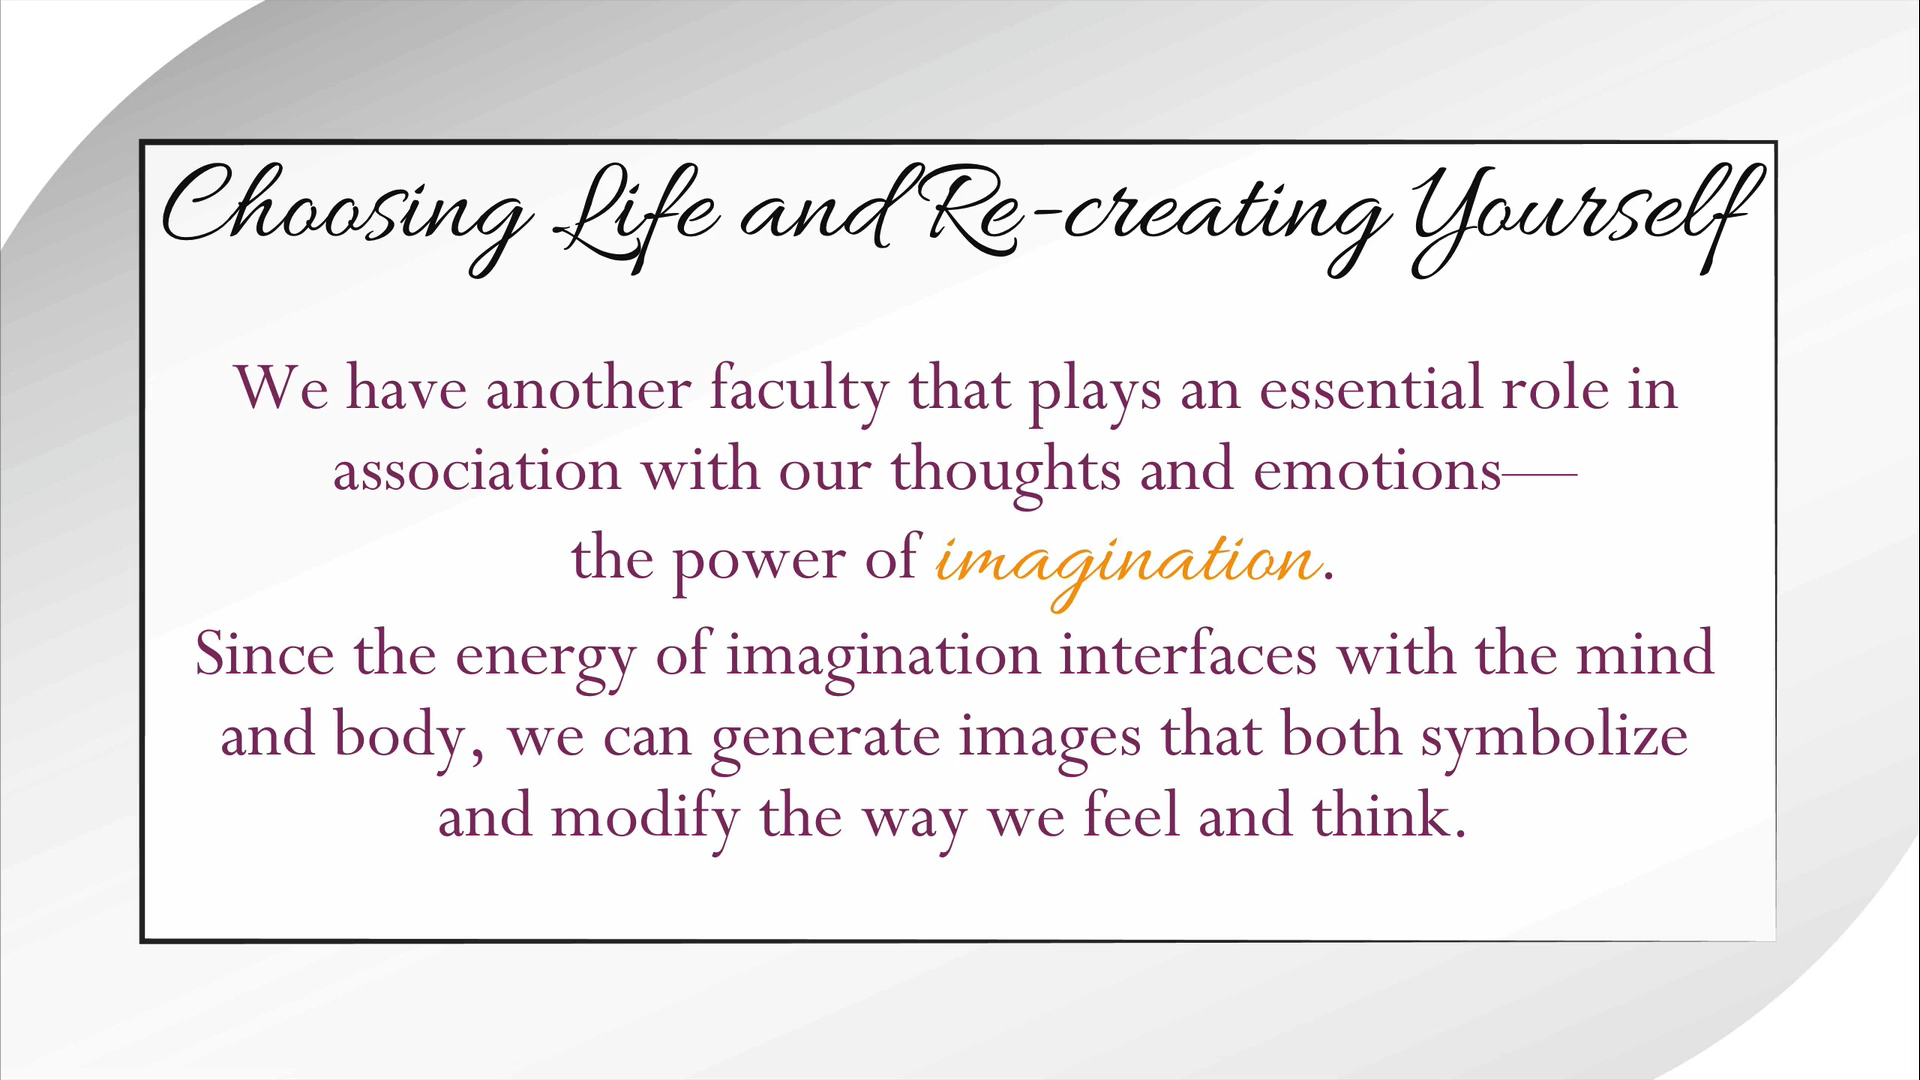 Choosing Life and Re-creating Yourself
We have another faculty that plays an essential role in
association with our thoughts and emotions—
the power of imagination.
Since the energy of imagination interfaces with the mind
and body, we can generate images that both symbolize
and modify the way we feel and think.